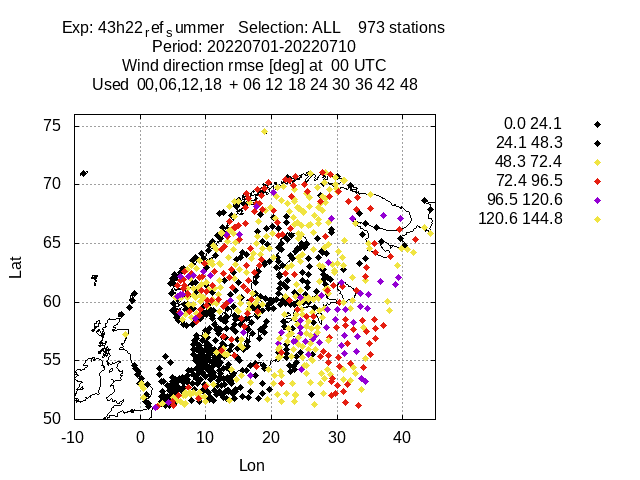 Exp: 43h22ref summer Selection: ALL 973 stations
Period: 20220701-20220710
Wind direction rmse [deg] at 00 UTC
Used 00,06,12,18 + 06 12 18 24 30 36 42 48
75
70
65
60
55
50
-10 0 10 20 30 40
Lat
Lon
0.0 24.1
24.1 48.3
48.3 72.4
72.4 96.5
96.5 120.6
120.6 144.8